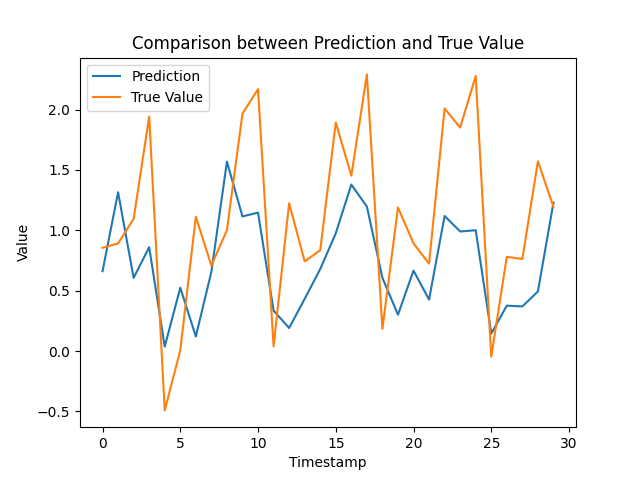 Comparison between Prediction and True Value
Prediction
True Value
2.0
1.5
1.0
0.5
0.0
−0.5
Value
0 5 10 15 20 25 30
Timestamp